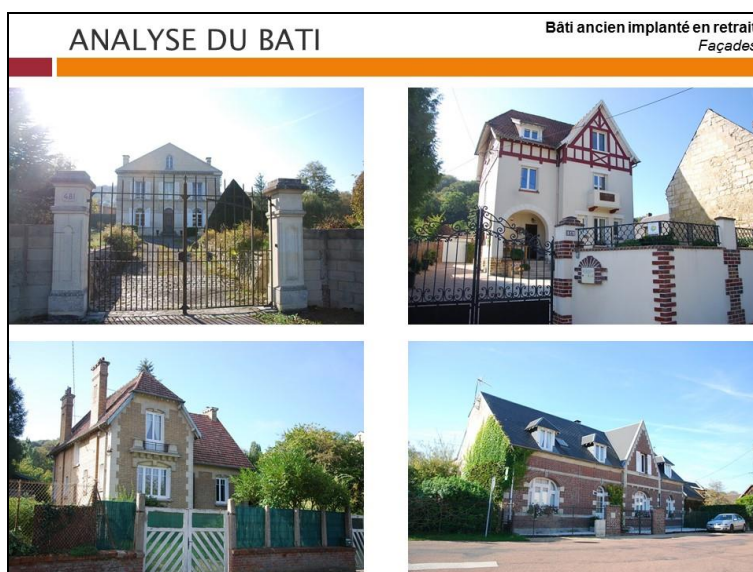 ANALYSE DU BATI
Bâti ancien implanté en retrait
Façades